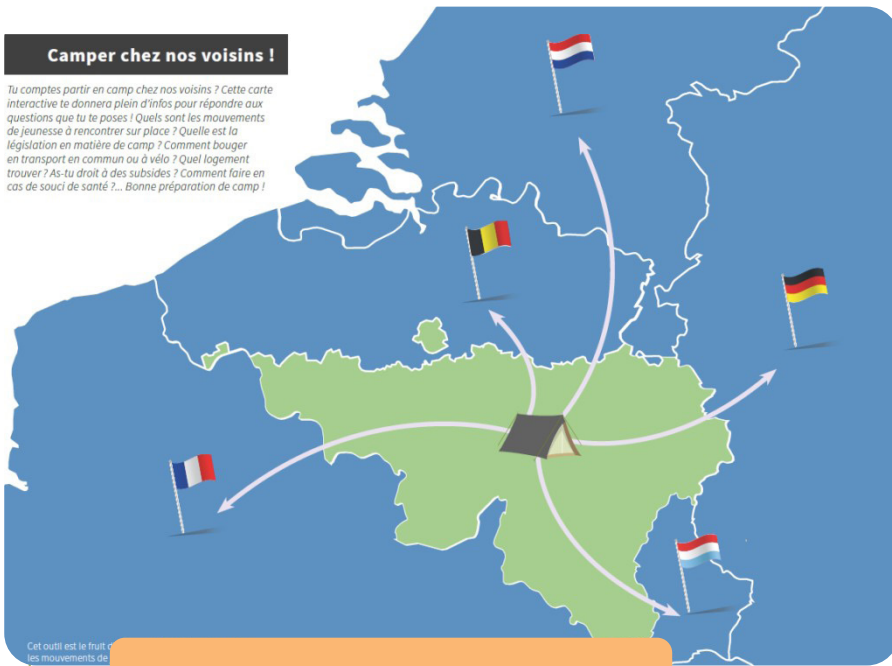 Camper chez nos voisins !
Tu comptes partir en camp chez nos voisins ? Cette carte
interactive te donnera plein d'infos pour répondre aux
questions que tu te poses ! Quels sont les mouvements
de jeunesse à rencontrer sur place ? Quelle est la
législation en matière de camp ? Comment bouger
en transport en commun ou à vélo ? Quel logement
trouver ? As-tu droit à des subsides ? Comment faire en
cas de souci de santé ?... Bonne préparation de camp !
Cet outil est le fruit
les mouvements de